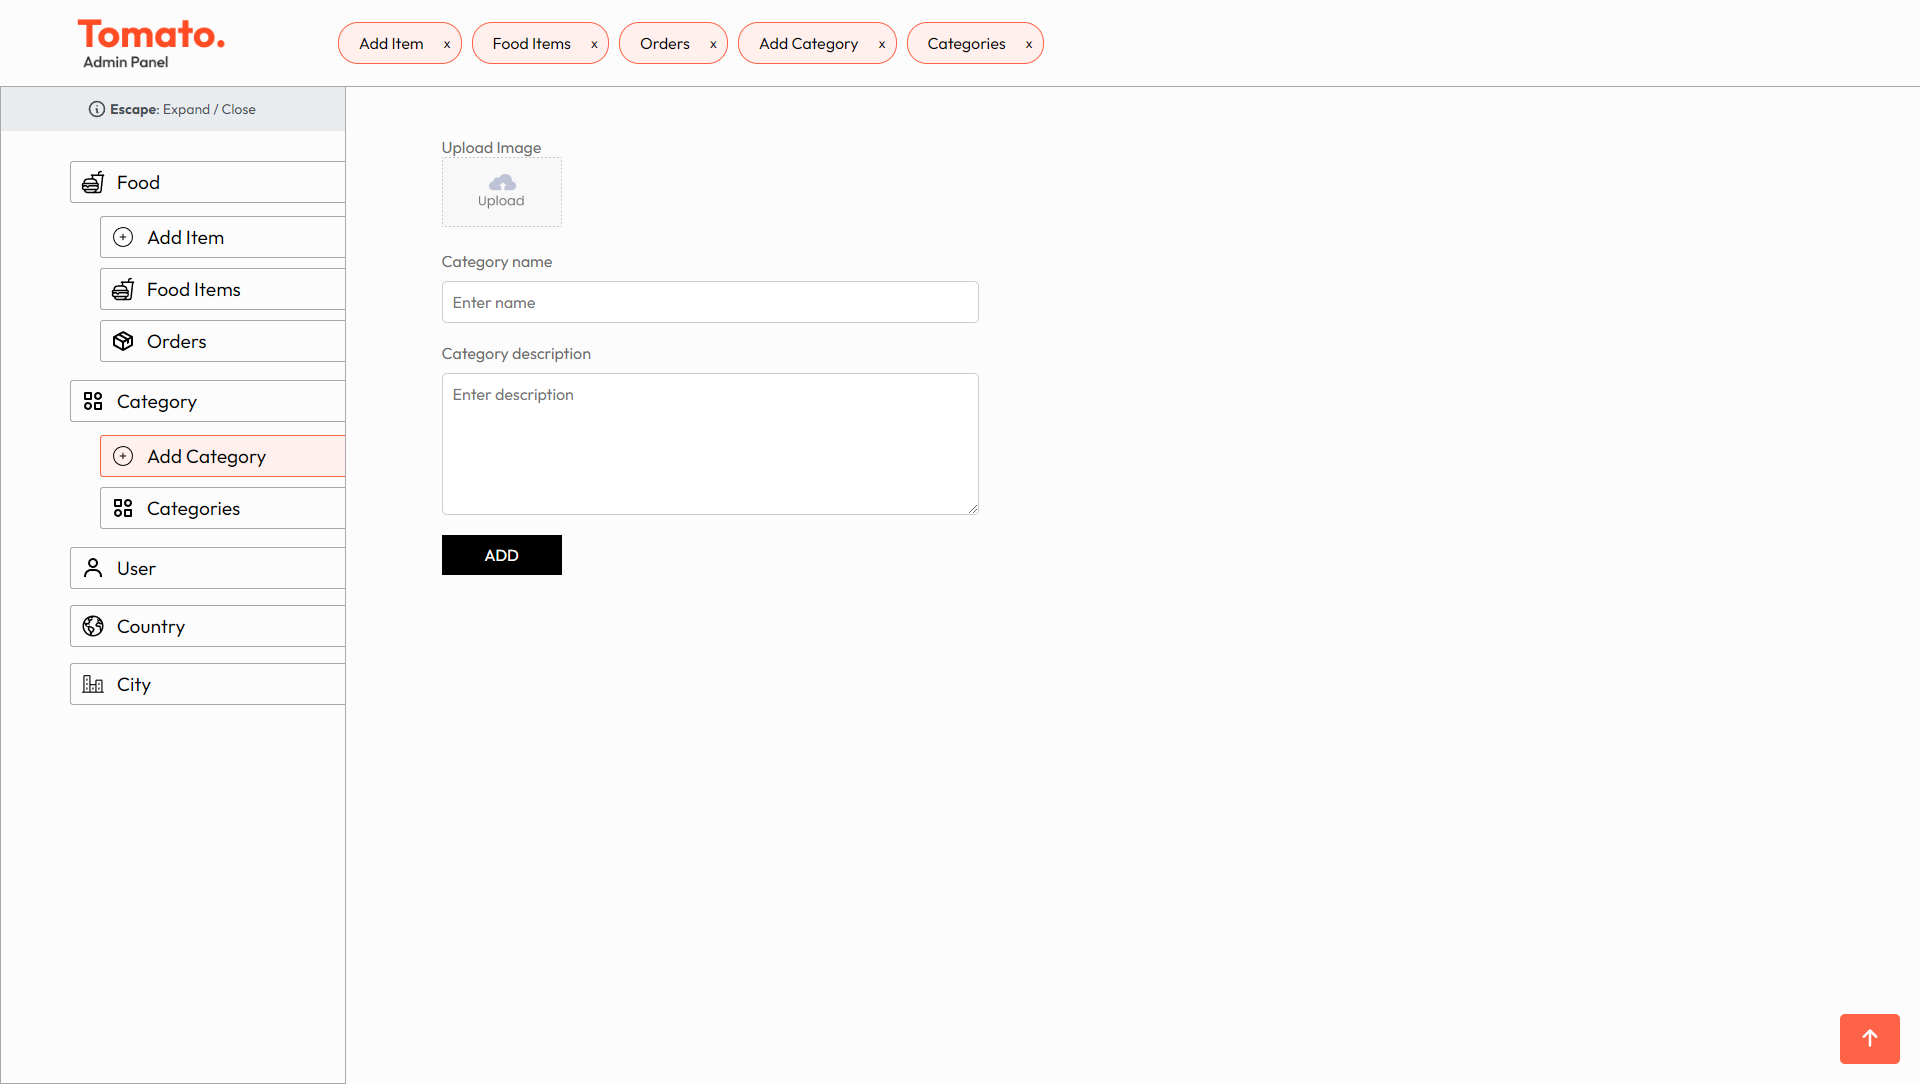 Tomato.
Admin Panel
Add Item x
Food Items x
Orders x
Add Category x
Categories x
Escape: Expand / Close
Food
Add Item
Food Items
Orders
Category
Add Category
Categories
User
Country
City
Upload Image
Upload
Category name
Enter name
Category description
Enter description
ADD